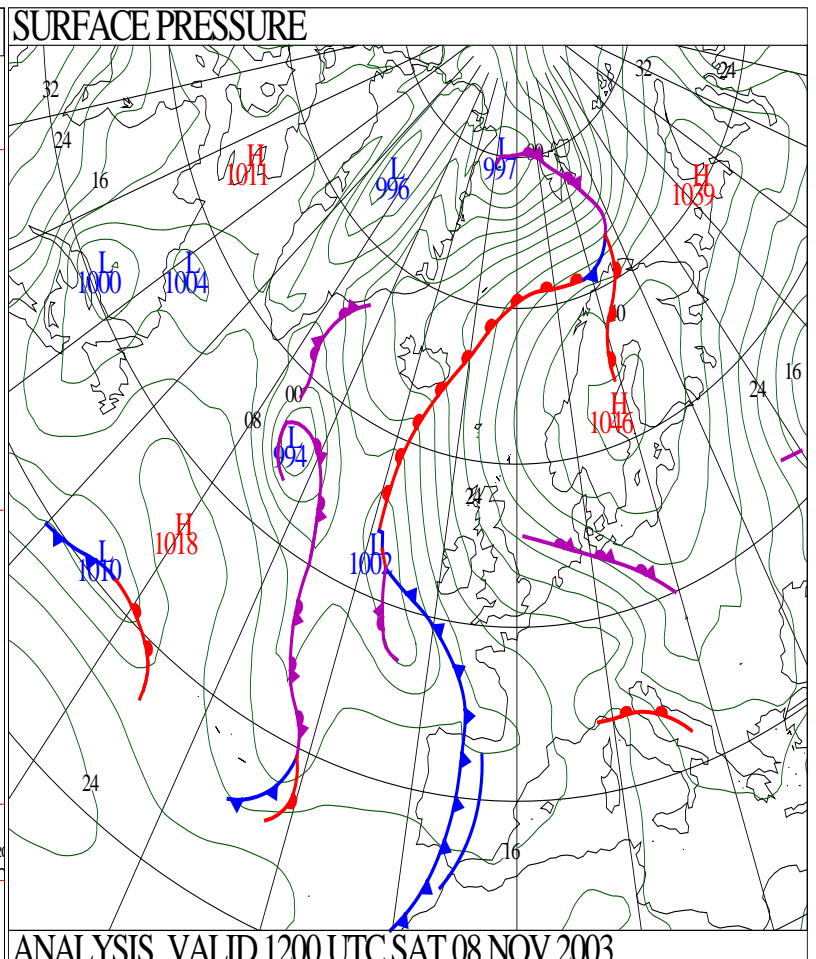 SURFACE PRESSURE
32
24
32
24
16
H
1011
L
996
L
997
H
1039
L
1000
L
1004
40
16
24
00
08
H
1046
L
994
24
H
1018
L
1002
L
1010
24
16
ANALYSIS VALID 1200 UTC SAT 08 NOV 2003